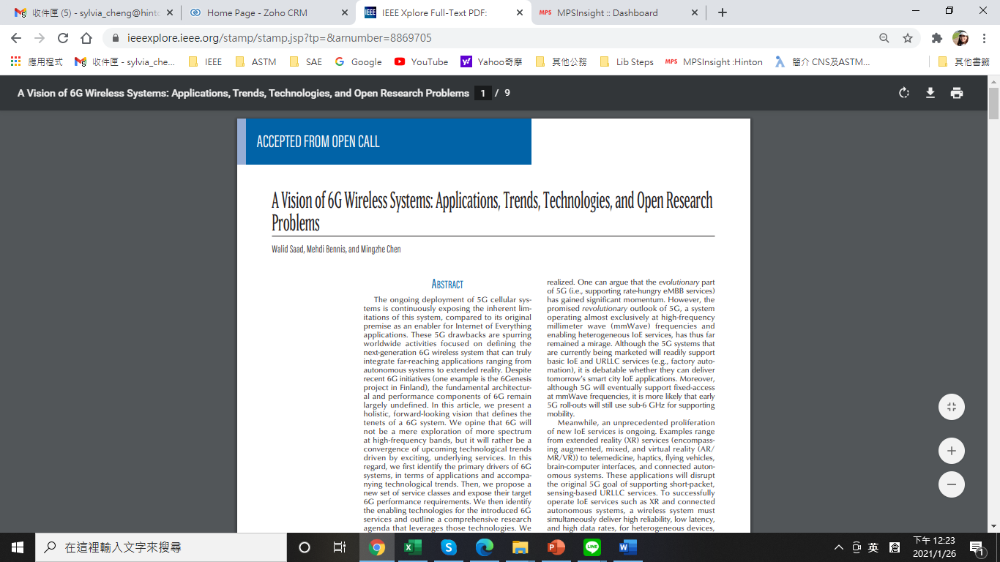 收件匣 (5) - sylvia_cheng@hint
Home Page - Zoho CRM
IEEE Xplore Full-Text PDF:
MPS
MPSInsight :: Dashboard
ieeexplore.ieee.org/stamp/stamp.jsp?tp=&arnumber=8869705
應用程式
收件匣 - sylvia_che...
IEEE
ASTM
SAE
Google
YouTube
Yahoo奇摩
其他公務
Lib Steps
MPS
MPSInsight :Hinton
簡介 CNS及ASTM...
其他書籤
A Vision of 6G Wireless Systems: Applications, Trends, Technologies, and Open Research Problems
1 / 9
ACCEPTED FROM OPEN CALL
A Vision of 6G Wireless Systems: Applications, Trends, Technologies, and Open Research
Problems
Walid Saad, Mehdi Bennis, and Mingzhe Chen
ABSTRACT
The ongoing deployment of 5G cellular sys-
tems is continuously exposing the inherent lim-
itations of this system, compared to its original
premise as an enabler for Internet of Everything
applications. These 5G drawbacks are spurring
worldwide activities focused on defining the
next-generation 6G wireless system that can truly
integrate far-reaching applications ranging from
autonomous systems to extended reality. Despite
recent 6G initiatives (one example is the 6Genesis
project in Finland), the fundamental architectur-
al and performance components of 6G remain
largely undefined. In this article, we present a
holistic, forward-looking vision that defines the
tenets of a 6G system. We opine that 6G will
not be a mere exploration of more spectrum
at high-frequency bands, but it will rather be a
convergence of upcoming technological trends
driven by exciting, underlying services. In this
regard, we first identify the primary drivers of 6G
systems, in terms of applications and accompa-
nying technological trends. Then, we propose a
new set of service classes and expose their target
6G performance requirements. We then identify
the enabling technologies for the introduced 6G
services and outline a comprehensive research
agenda that leverages those technologies. We
realized. One can argue that the evolutionary part
of 5G (i.e., supporting rate-hungry eMBB services)
has gained significant momentum. However, the
promised revolutionary outlook of 5G, a system
operating almost exclusively at high-frequency
millimeter wave (mmWave) frequencies and
enabling heterogeneous IoE services, has thus far
remained a mirage. Although the 5G systems that
are currently being marketed will readily support
basic IoE and URLLC services (e.g., factory auto-
mation), it is debatable whether they can deliver
tomorrow's smart city IoE applications. Moreover,
although 5G will eventually support fixed-access
at mmWave frequencies, it is more likely that early
5G roll-outs will still use sub-6 GHz for supporting
mobility.
Meanwhile, an unprecedented proliferation
of new IoE services is ongoing. Examples range
from extended reality (XR) services (encompass-
ing augmented, mixed, and virtual reality (AR/
MR/VR)) to telemedicine, haptics, flying vehicles,
brain-computer interfaces, and connected auton-
omous systems. These applications will disrupt
the original 5G goal of supporting short-packet,
sensing-based URLLC services. To successfully
operate IoE services such as XR and connected
autonomous systems, a wireless system must
simultaneously deliver high reliability, low latency,
and high data rates, for heterogeneous devices,
在這裡輸入文字來搜尋
英
倉
下午 12:23
2021/1/26
1